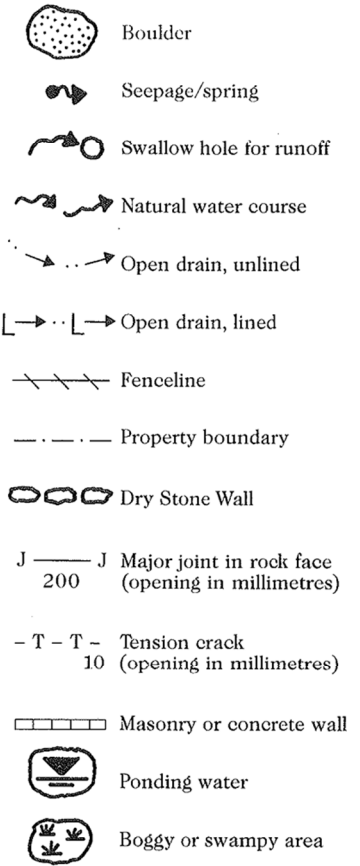 Boulder
Seepage/spring
Swallow hole for runoff
Natural water course
Open drain, unlined
L L Open drain, lined
Fenceline
Property boundary
Dry Stone Wall
J J Major joint in rock face
200 (opening in millimetres)
- T - T - Tension crack
10 (opening in millimetres)
Masonry or concrete wall
Ponding water
Boggy or swampy area